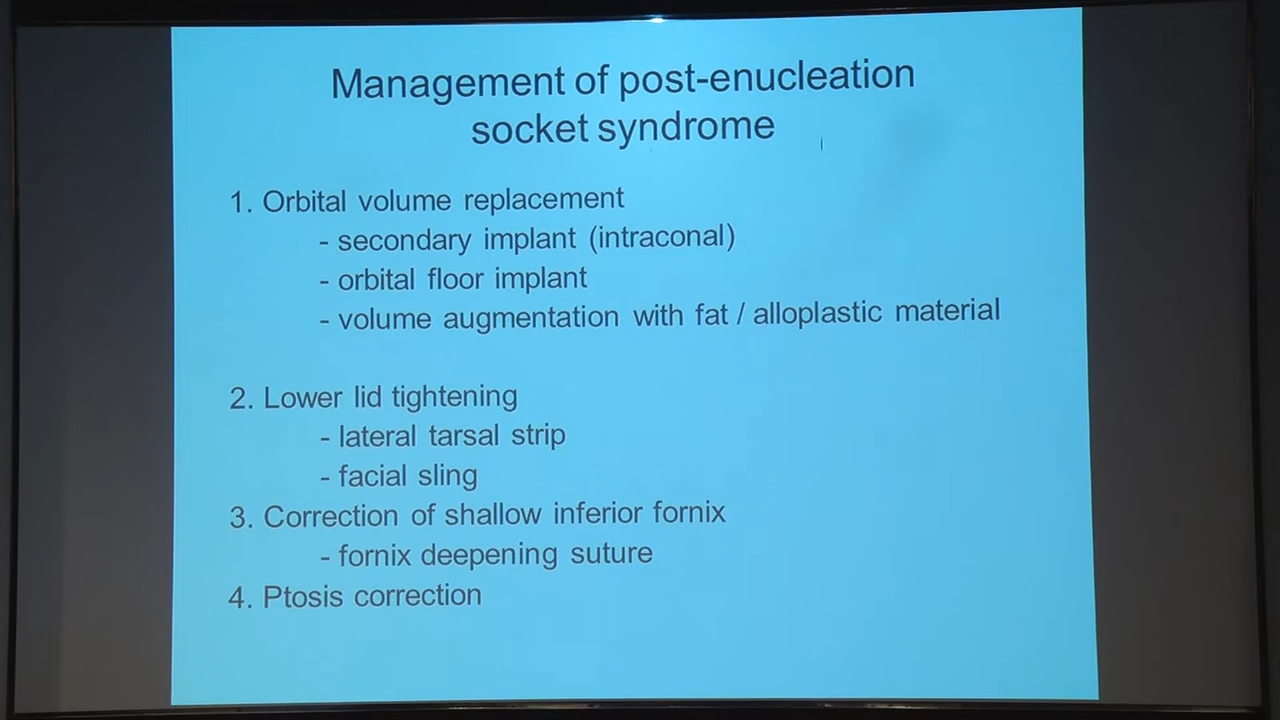 Management of post-enucleation
socket syndrome
1. Orbital volume replacement
- secondary implant (intraconal)
- orbital floor implant
- volume augmentation with fat / alloplastic material
2. Lower lid tightening
- lateral tarsal strip
- facial sling
3. Correction of shallow inferior fornix
- fornix deepening suture
4. Ptosis correction